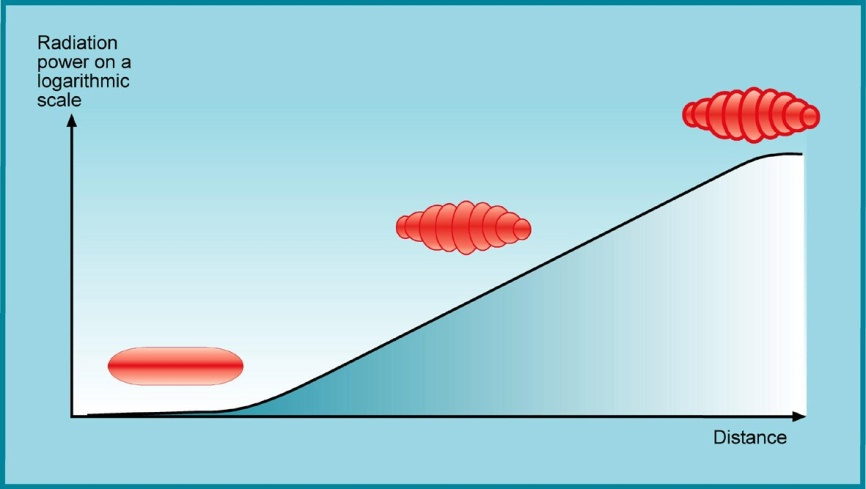 Radiation
power on a
logarithmic
scale
Distance